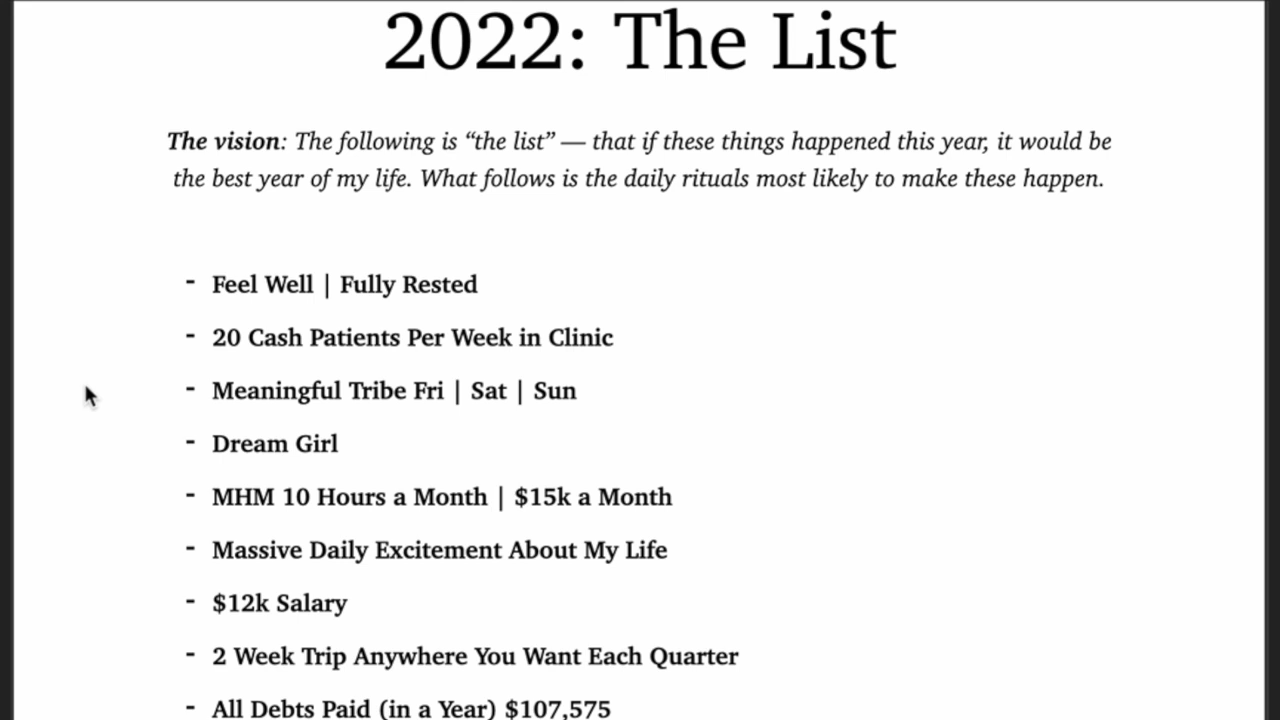 2022: The List
The vision: The following is “the list” — that if these things happened this year, it would be
the best year of my life. What follows is the daily rituals most likely to make these happen.
- Feel Well | Fully Rested
- 20 Cash Patients Per Week in Clinic
- Meaningful Tribe Fri | Sat | Sun
- Dream Girl
- MHM 10 Hours a Month | $15k a Month
- Massive Daily Excitement About My Life
- $12k Salary
- 2 Week Trip Anywhere You Want Each Quarter
- All Debts Paid (in a Year) $107,575